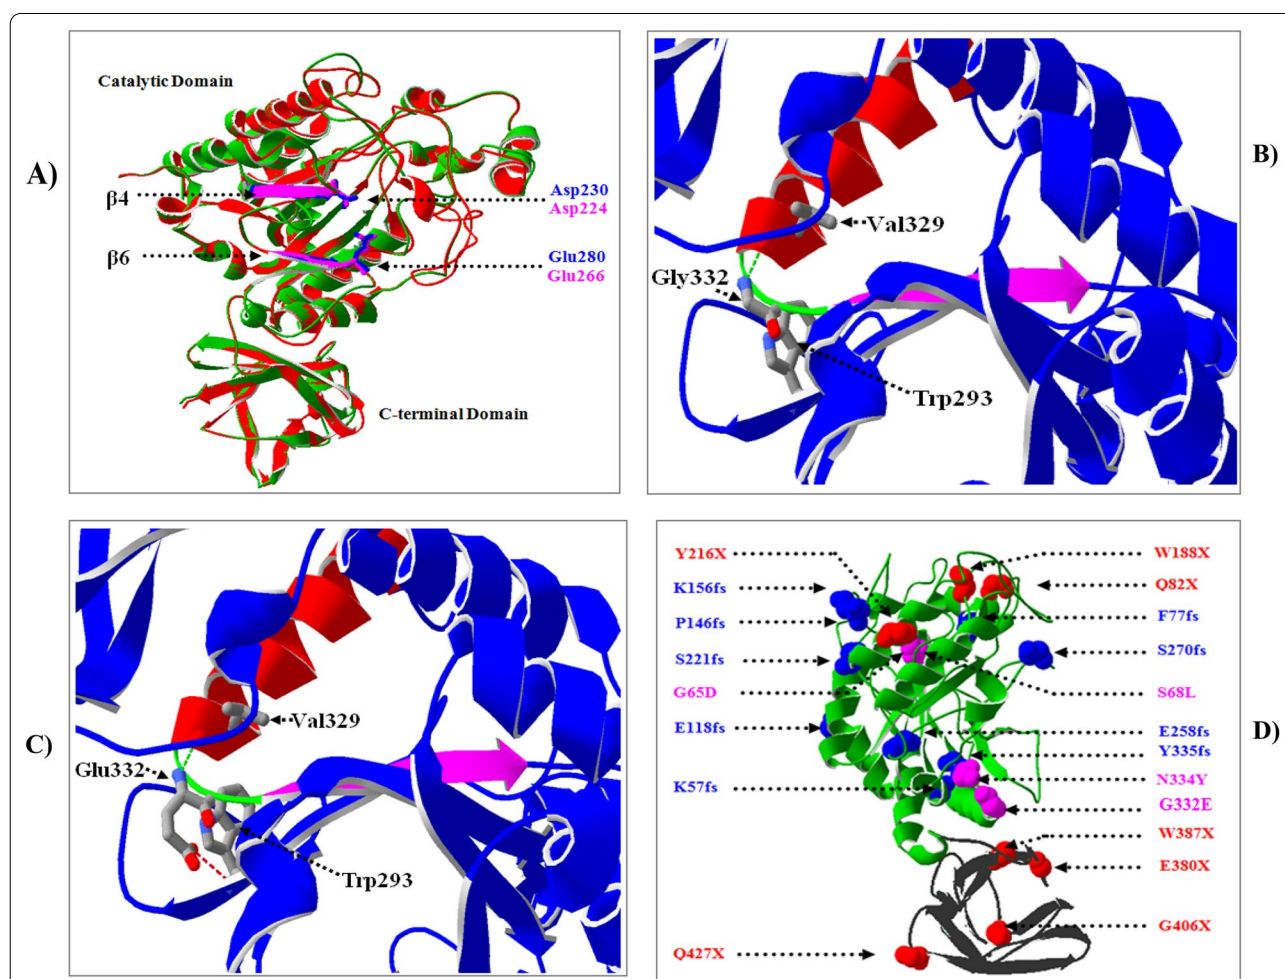 A)
Catalytic Domain
β4
Asp230
Asp224
β6
Glu280
Glu266
C-terminal Domain
B)
Val329
Gly332
Trp293
C)
Val329
Glu332
Trp293
D)
Y216X
W188X
K156fs
Q82X
P146fs
F77fs
S221fs
S270fs
G65D
S68L
E118fs
E258fs
Y335fs
K57fs
N334Y
G332E
W387X
E380X
G406X
Q427X